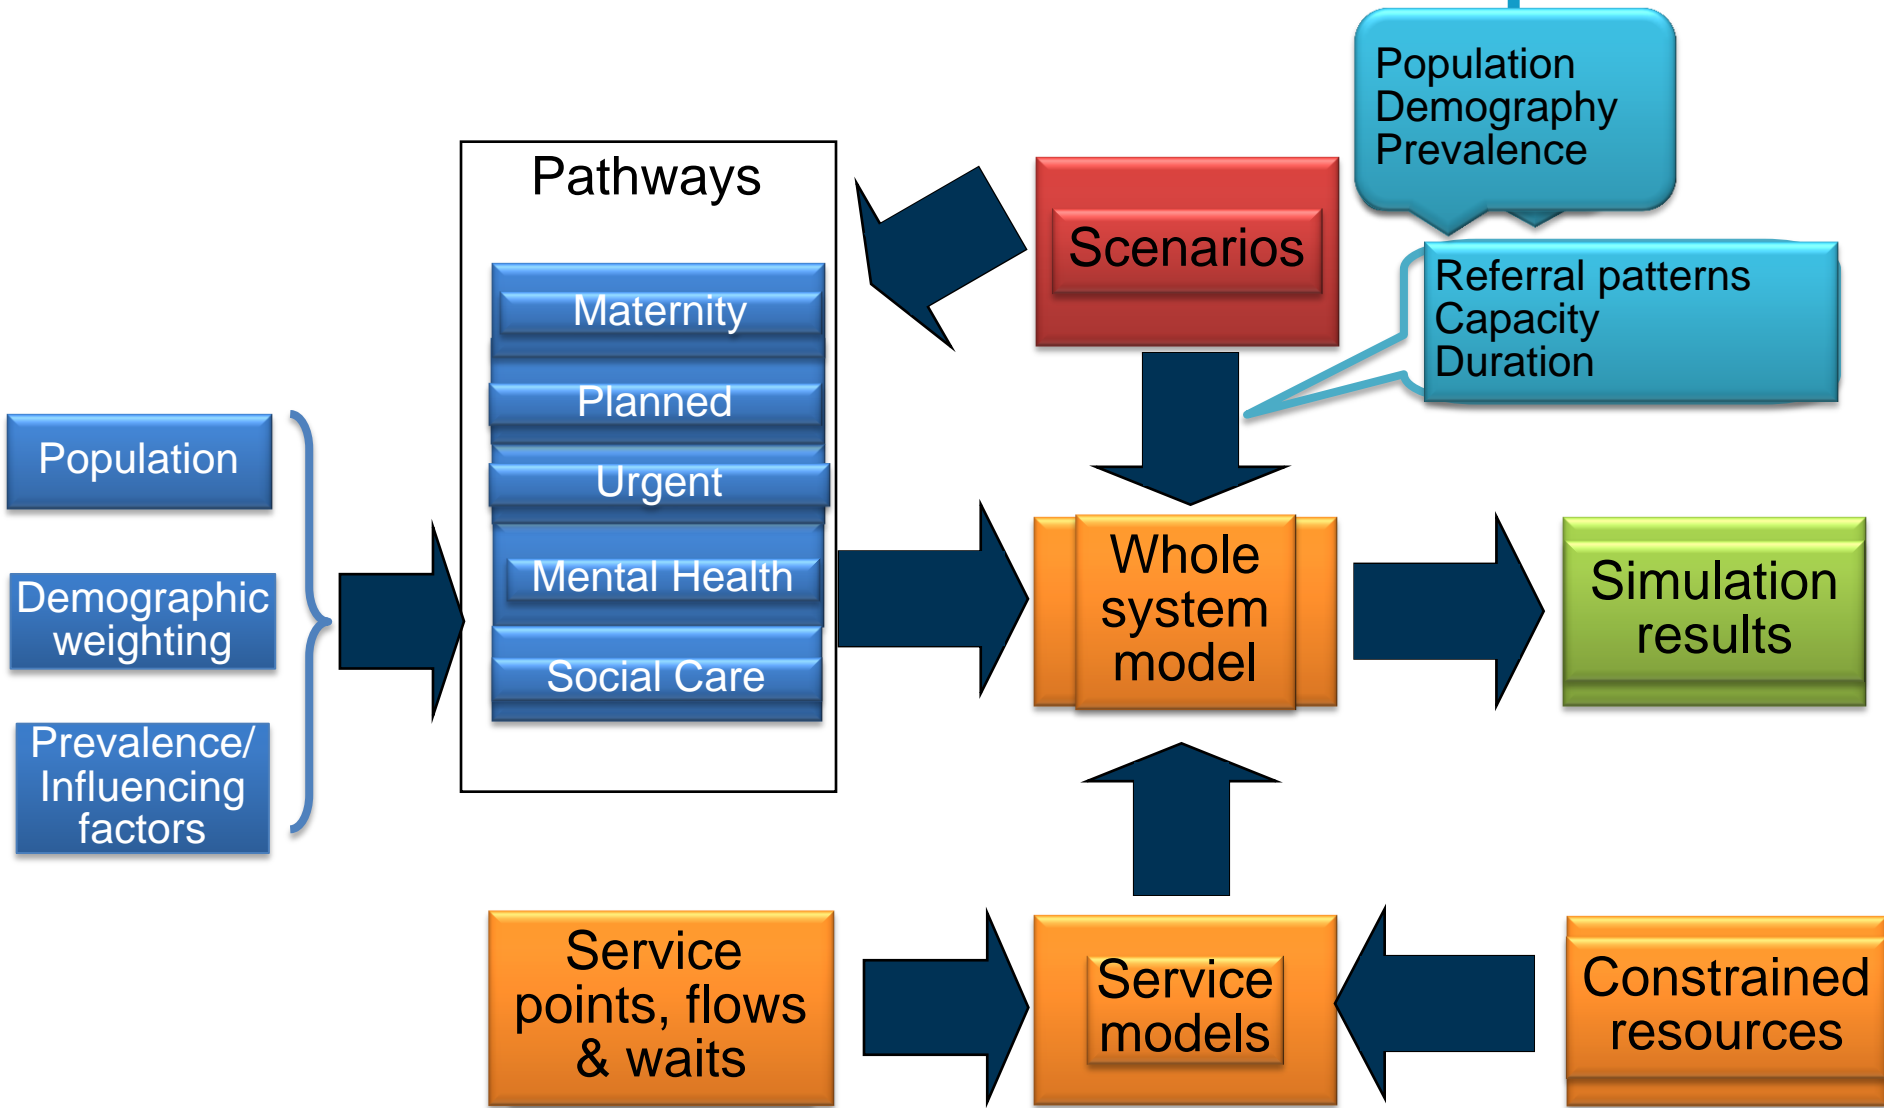 Population
Demography
Prevalence
Pathways
Scenarios
Referral patterns
Capacity
Duration
Maternity
Planned
Urgent
Mental Health
Social Care
Population
Demographic
weighting
Prevalence/
Influencing
factors
Whole
system
model
Simulation
results
Service
points, flows
& waits
Service
models
Constrained
resources